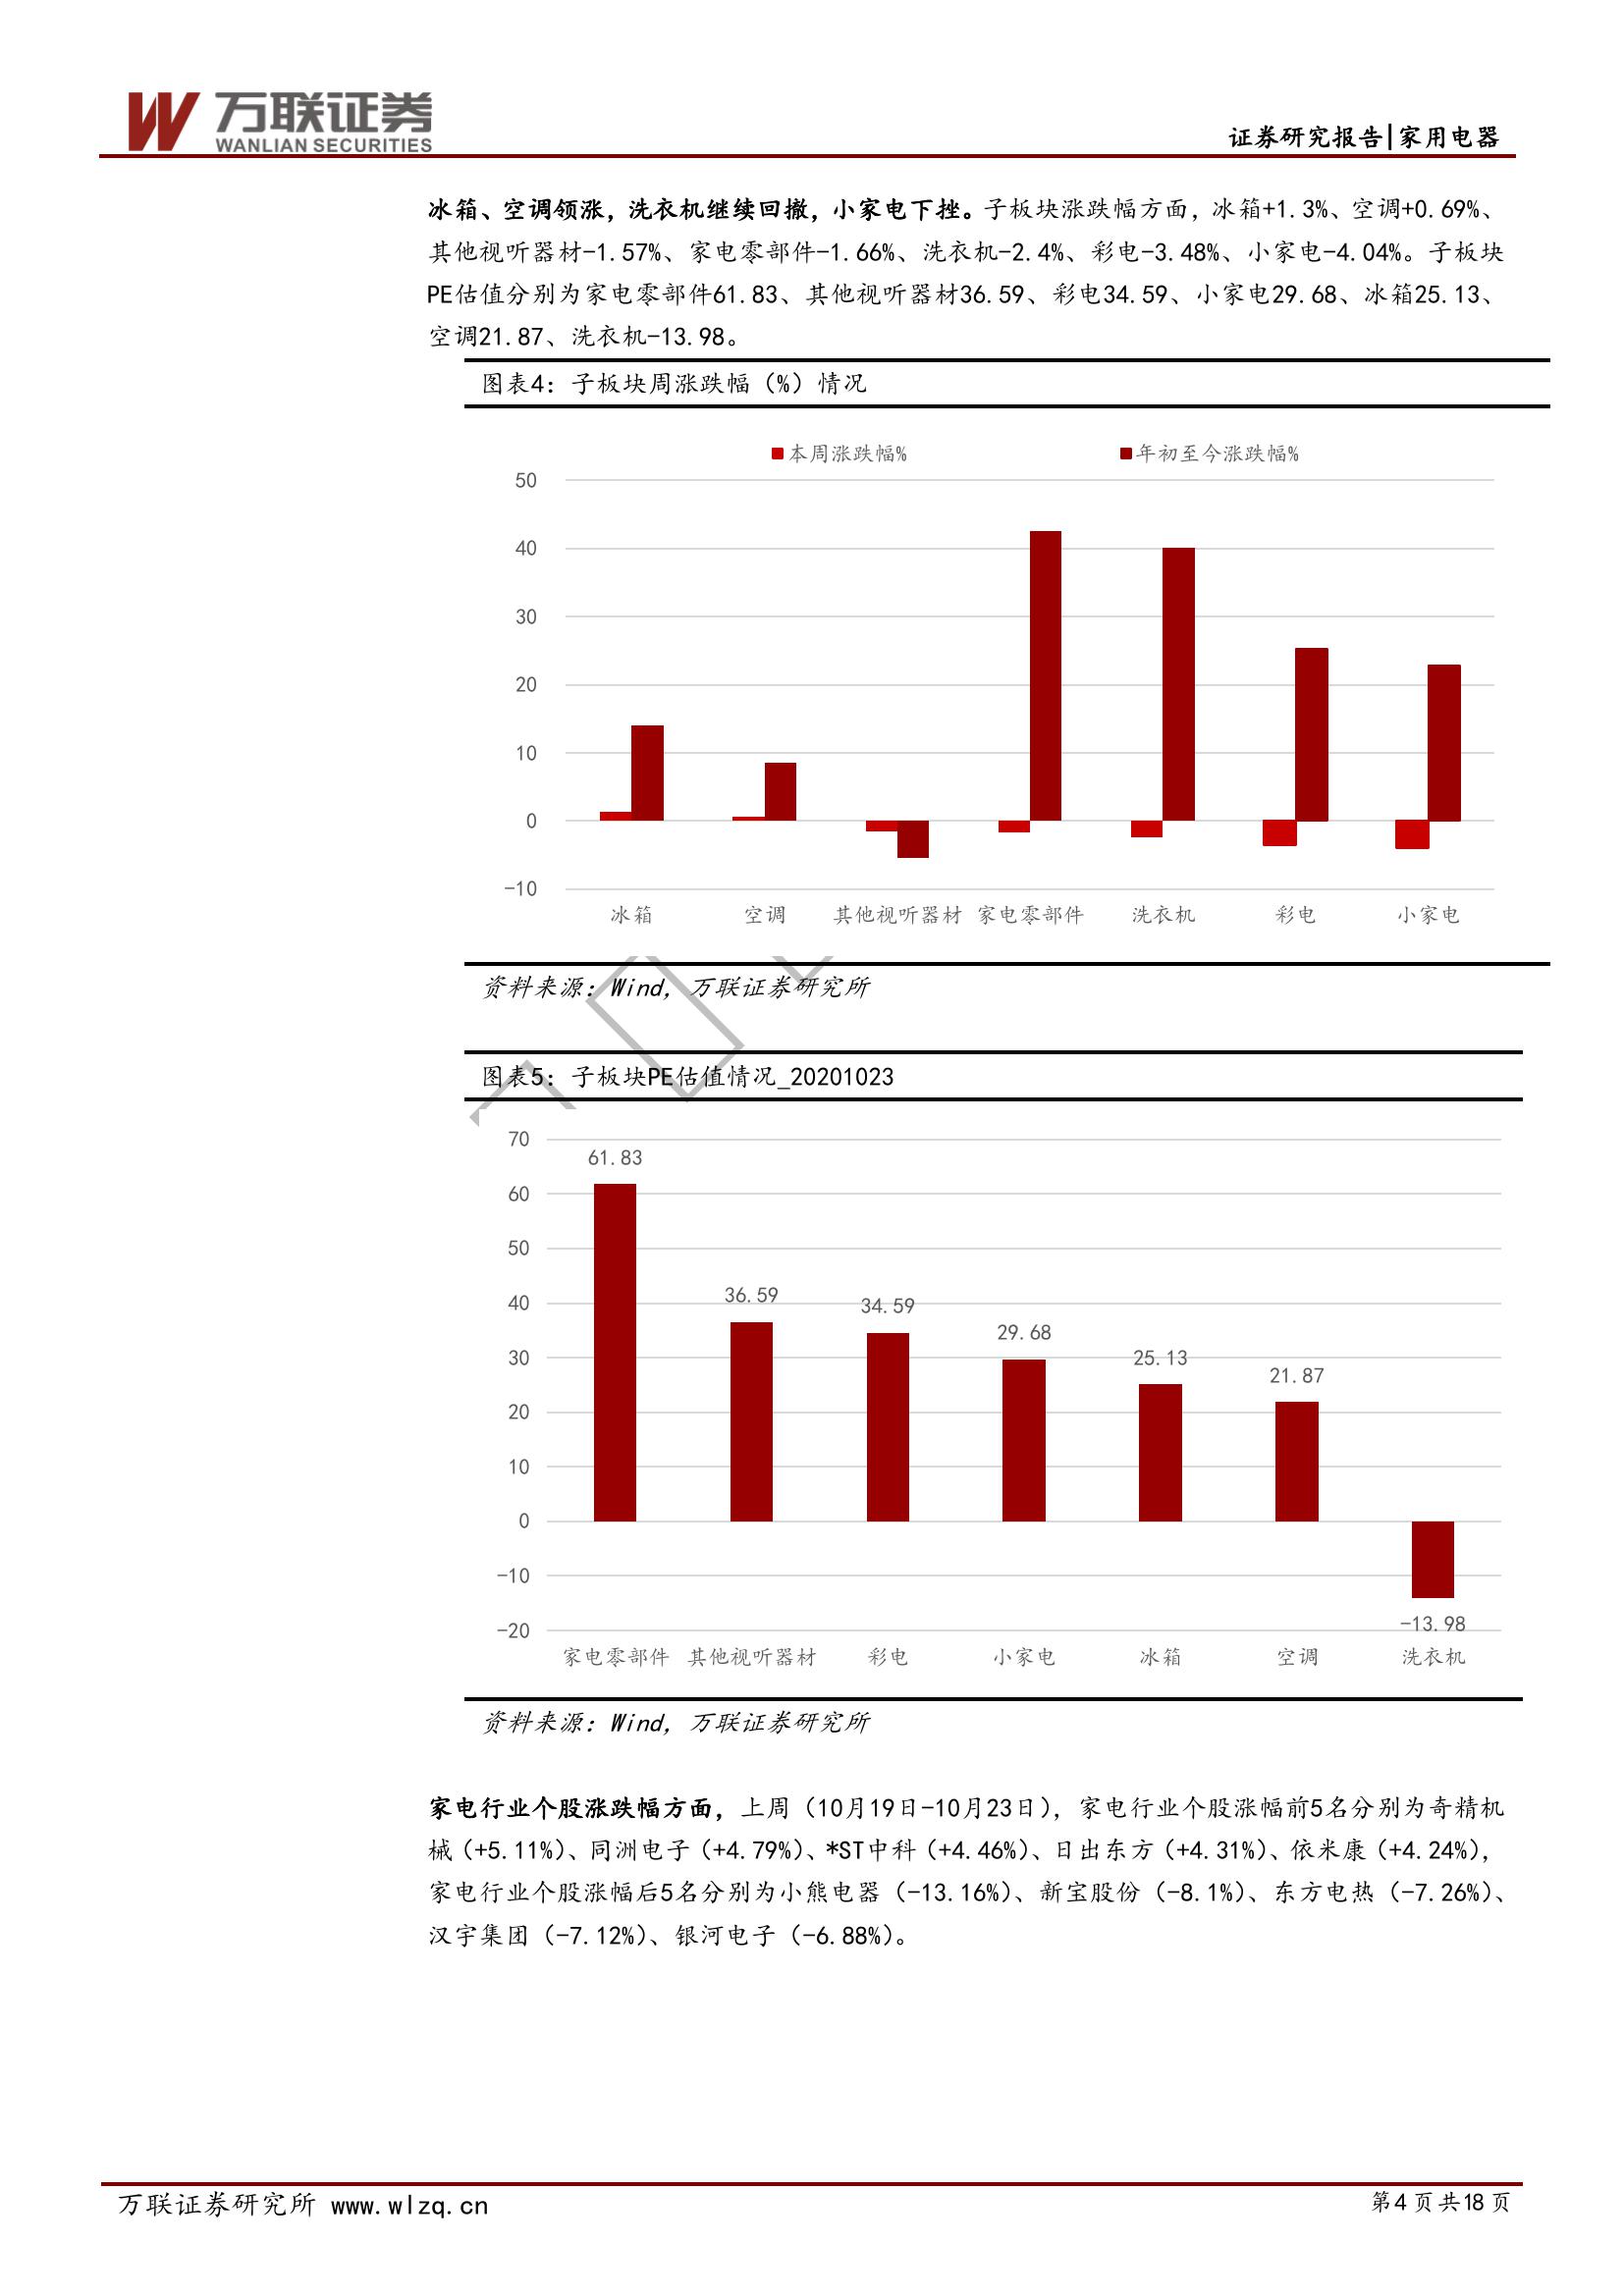 万联证券
WANLIAN SECURITIES
证券研究报告|家用电器
冰箱、空调领涨，洗衣机继续回撤，小家电下挫。子板块涨跌幅方面，冰箱+1.3%、空调+0.69%、
其他视听器材-1.57%、家电零部件-1.66%、洗衣机-2.4%、彩电-3.48%、小家电-4.04%。子板块
PE估值分别为家电零部件61.83、其他视听器材36.59、彩电34.59、小家电29.68、冰箱25.13、
空调21.87、洗衣机-13.98。
图表4：子板块周涨跌幅（%）情况
本周涨跌幅% 年初至今涨跌幅%
50
40
30
20
10
0
-10
冰箱 空调 其他视听器材 家电零部件 洗衣机 彩电 小家电
资料来源：Wind，万联证券研究所
图表5：子板块PE估值情况_20201023
70
61.83
60
50
36.59
40
34.59
29.68
30
25.13
21.87
20
10
0
-10
-13.98
-20
家电零部件 其他视听器材 彩电 小家电 冰箱 空调 洗衣机
资料来源：Wind，万联证券研究所
家电行业个股涨跌幅方面，上周（10月19日-10月23日），家电行业个股涨幅前5名分别为奇精机
械（+5.11%）、同洲电子（+4.79%）、*ST中科（+4.46%）、日出东方（+4.31%）、依米康（+4.24%），
家电行业个股涨幅后5名分别为小熊电器（-13.16%）、新宝股份（-8.1%）、东方电热（-7.26%）、
汉宇集团（-7.12%）、银河电子（-6.88%）。
万联证券研究所 www.wlzq.cn
第4 页 共18 页